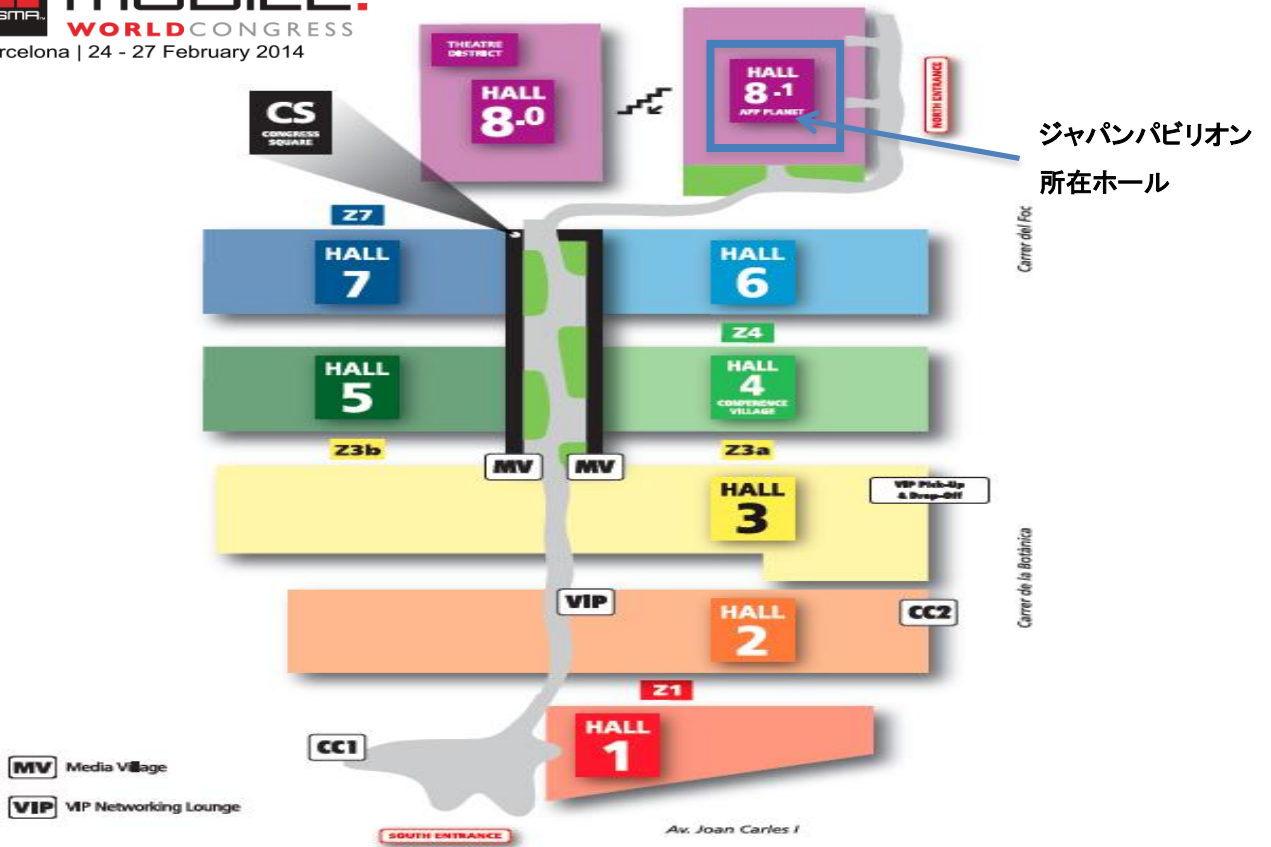 WORLDCONGRESS
| 24 - 27 February 2014
THEATRE
DISTRICT
HALL
8.0
HALL
8.1
APP PLANET
NORTH ENTRANCE
ジャパンパビリオン
所在ホール
CS
CONGRESS
SQUARE
Carrer del Foc
Z7
HALL
7
HALL
6
Z4
HALL
5
HALL
4
CONFERENCE
VILLAGE
Z3b
Z3a
MV
MV
HALL
3
VIP Pick-Up
& Drop-Off
Carrer de la Botànica
VIP
HALL
2
CC2
Z1
HALL
1
CC1
MV Media Village
VIP VIP Networking Lounge
SOUTH ENTRANCE
Av. Joan Carles I